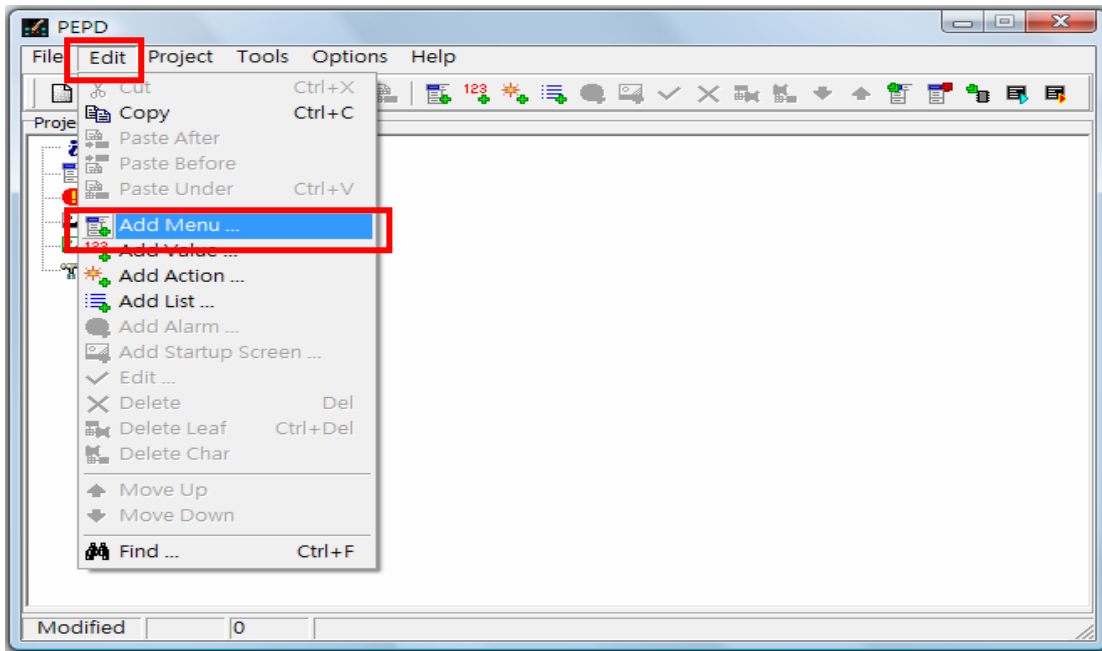 PEPD
File Edit Project Tools Options Help
Proje
Cut Ctrl+X
Copy Ctrl+C
Paste After
Paste Before
Paste Under Ctrl+V
Add Menu ...
Add Value ...
Add Action ...
Add List ...
Add Alarm ...
Add Startup Screen ...
Edit ...
Delete Del
Delete Leaf Ctrl+Del
Delete Char
Move Up
Move Down
Find ... Ctrl+F
Modified 0